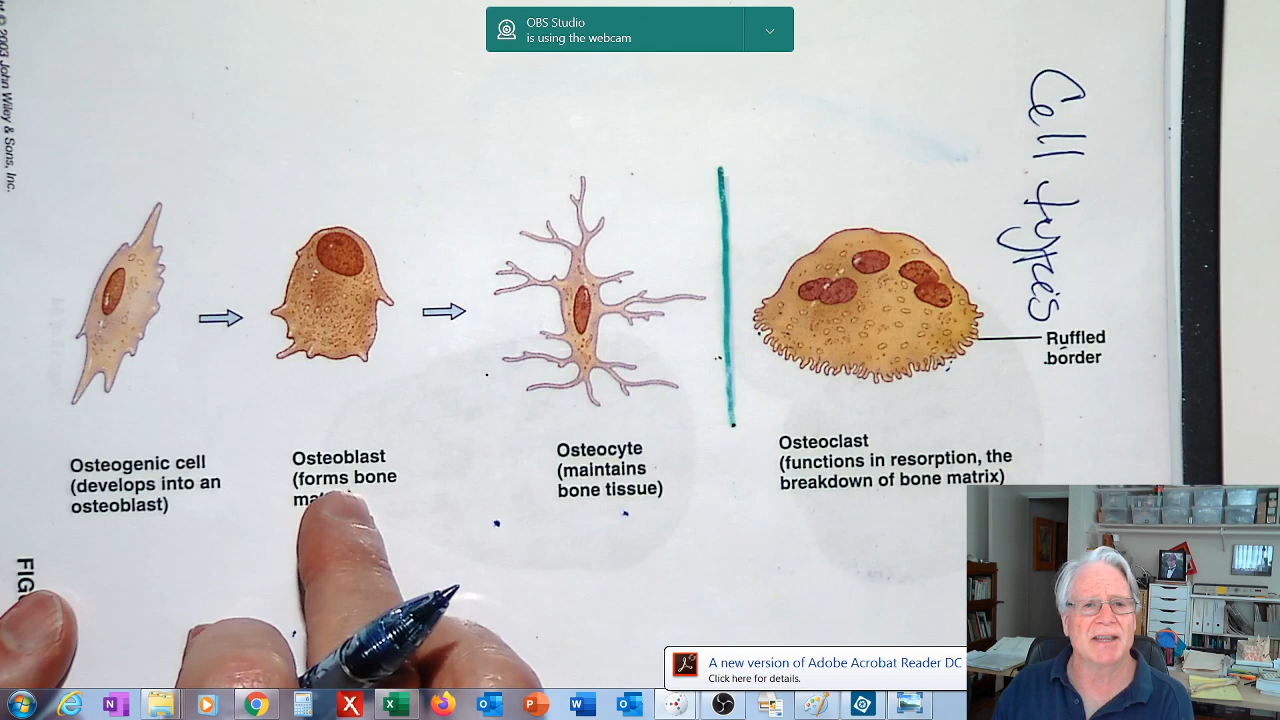 OBS Studio
is using the webcam
© 2003 John Wiley & Sons, Inc.
Cell types
Ruffled
border
Osteogenic cell
(develops into an
osteoblast)
Osteoblast
(forms bone
Osteocyte
(maintains
bone tissue)
Osteoclast
(functions in resorption, the
breakdown of bone matrix)
A new version of Adobe Acrobat Reader DC
Click here for details.